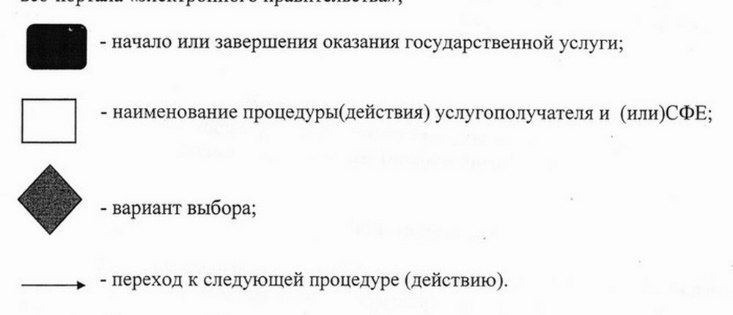 веб-портала «электронного правительства»;
- начало или завершения оказания государственной услуги;
- наименование процедуры(действия) услугополучателя и (или)СФЕ;
- вариант выбора;
- переход к следующей процедуре (действию).